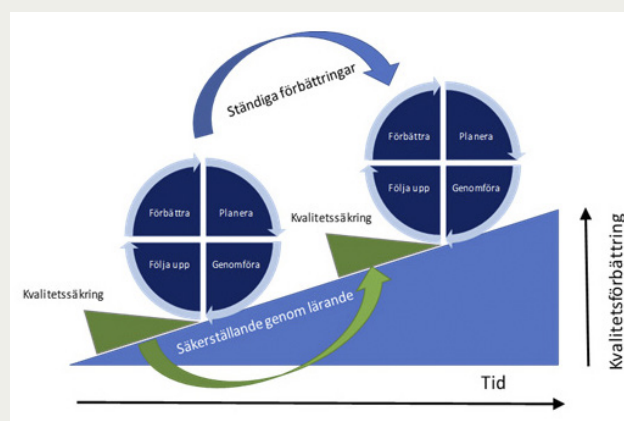 Ständiga förbättringar
Förbättra
Planera
Följa upp
Genomföra
Kvalitetssäkring
Förbättra
Planera
Följa upp
Genomföra
Kvalitetssäkring
Säkerställande genom lärande
Tid
Kvalitetsförbättring